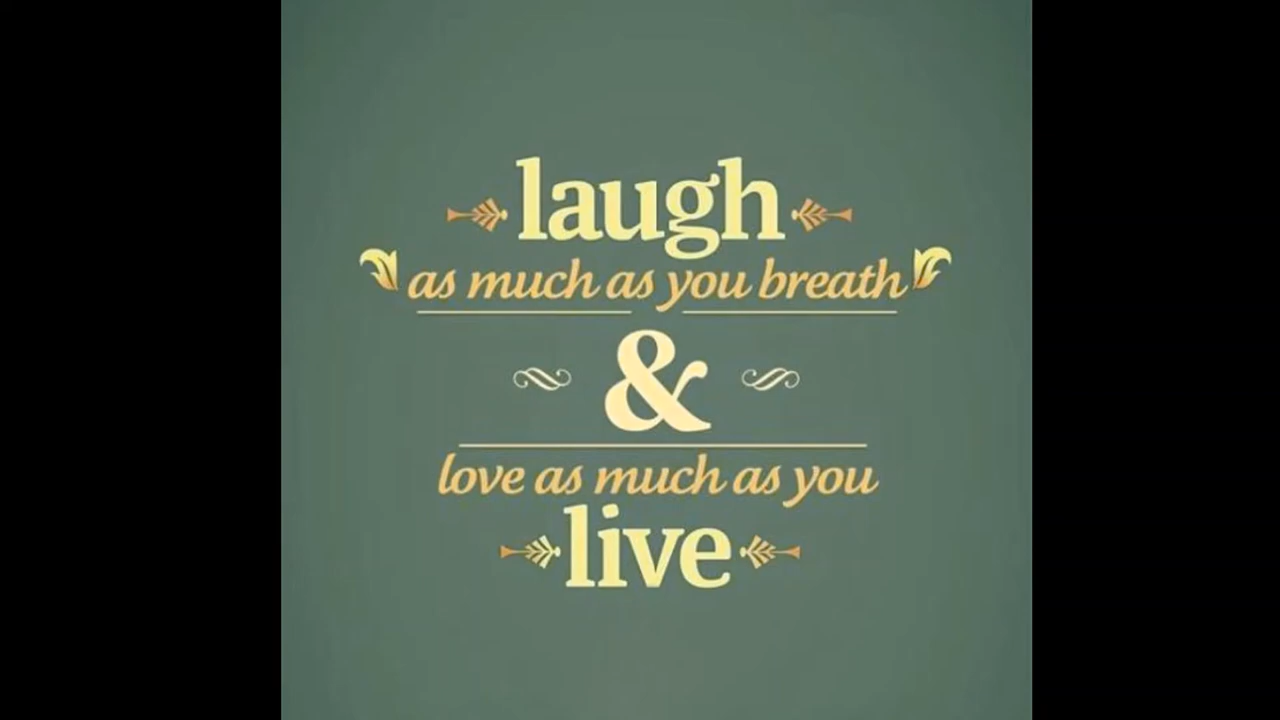 laugh
as much as you breath
&
love as much as you
live